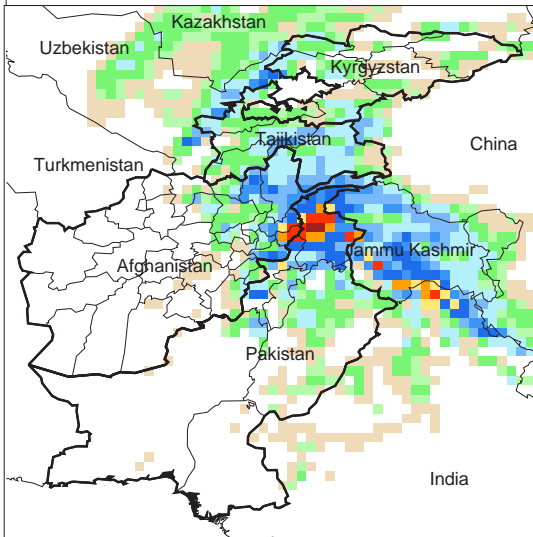 Kazakhstan
Uzbekistan
Kyrgyzstan
Tajikistan
China
Turkmenistan
Jammu Kashmir
Afghanistan
Pakistan
India